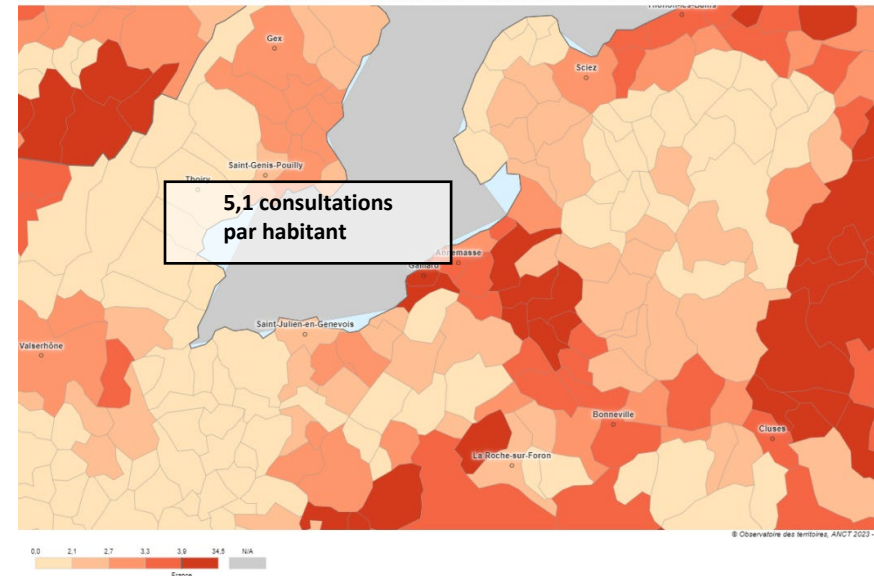 Gex
Sciez
Saint-Genis-Pouilly
Thoiry
5,1 consultations
par habitant
Annemasse
Gaillard
Saint-Julien-en-Genevois
Valserhône
Bonneville
Cluses
La Roche-sur-Foron
© Observatoire des territoires, ANCT 2023 -
0,0 2,1 2,7 3,3 3,9 34,5 N/A
France